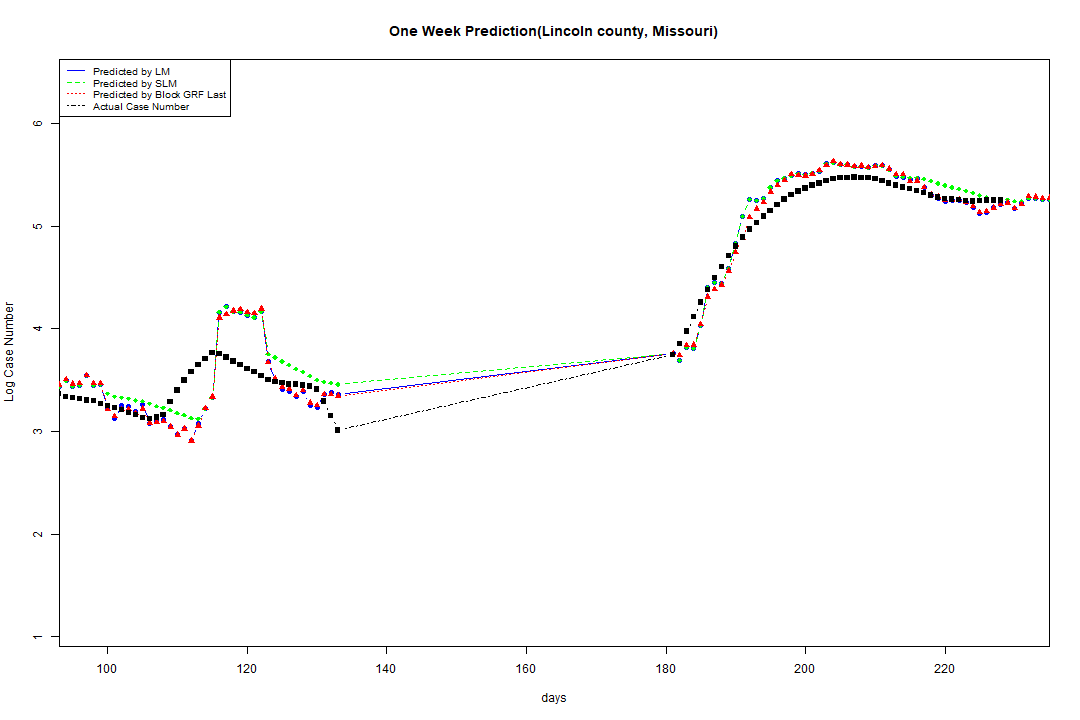 One Week Prediction(Lincoln county, Missouri)
Predicted by LM
Predicted by SLM
Predicted by Block GRF Last
Actual Case Number
6
5
4
3
2
1
Log Case Number
100 120 140 160 180 200 220
days